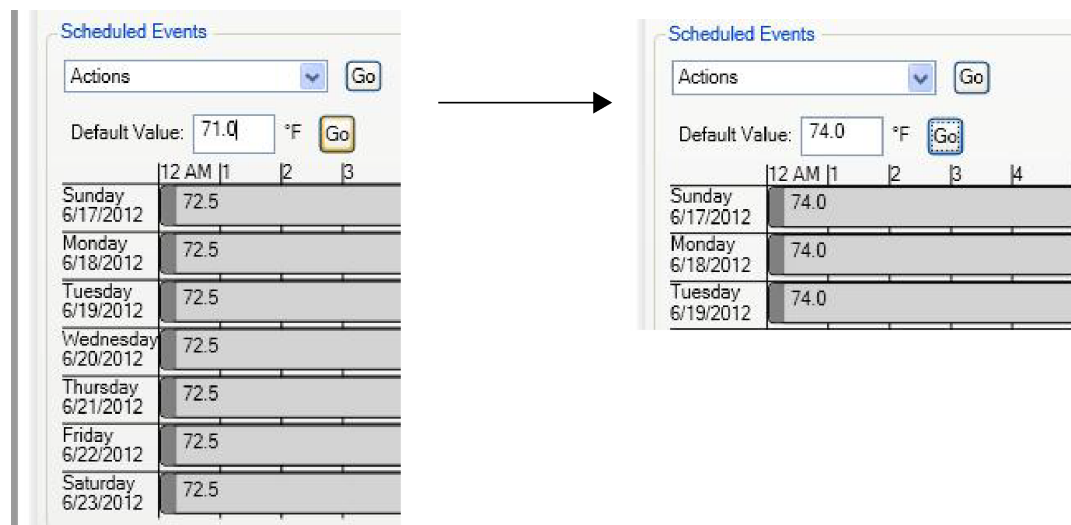 Scheduled Events
Actions Go
Default Value: 71.0 °F Go
12 AM 1 2 3
Sunday
6/17/2012 72.5
Monday
6/18/2012 72.5
Tuesday
6/19/2012 72.5
Wednesday
6/20/2012 72.5
Thursday
6/21/2012 72.5
Friday
6/22/2012 72.5
Saturday
6/23/2012 72.5
Scheduled Events
Actions Go
Default Value: 74.0 °F Go
12 AM 1 2 3 4
Sunday
6/17/2012 74.0
Monday
6/18/2012 74.0
Tuesday
6/19/2012 74.0